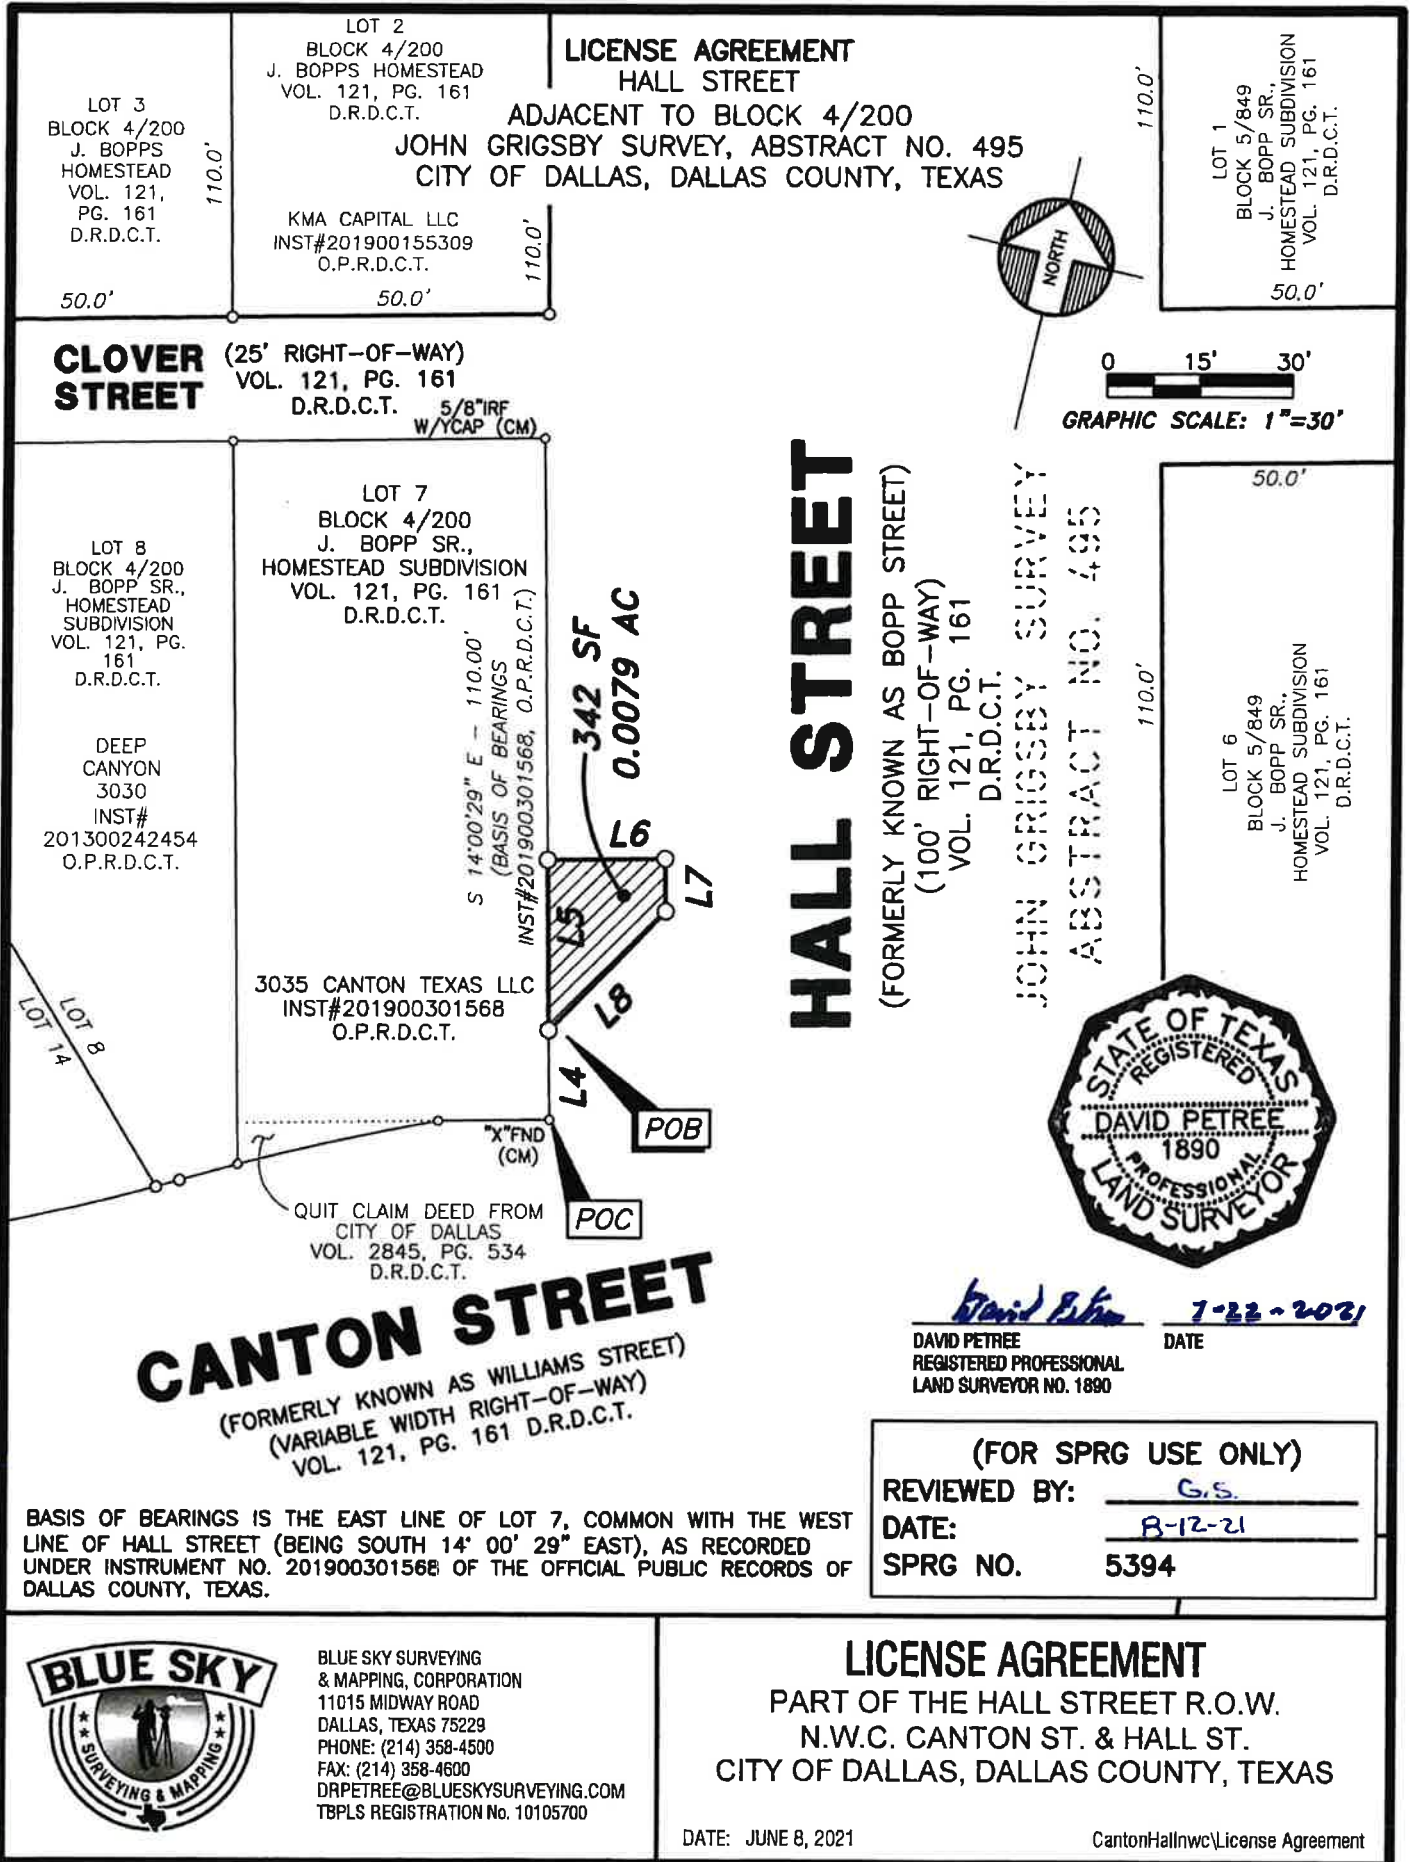 LICENSE AGREEMENT
HALL STREET
ADJACENT TO BLOCK 4/200
JOHN GRIGSBY SURVEY, ABSTRACT NO. 495
CITY OF DALLAS, DALLAS COUNTY, TEXAS
LOT 3
BLOCK 4/200
J. BOPPS
HOMESTEAD
VOL. 121,
PG. 161
D.R.D.C.T.
110.0'
50.0'
LOT 2
BLOCK 4/200
J. BOPPS HOMESTEAD
VOL. 121, PG. 161
D.R.D.C.T.
KMA CAPITAL LLC
INST#201900155309
O.P.R.D.C.T.
110.0'
50.0'
110.0'
LOT 1
BLOCK 5/849
J. BOPP SR.,
HOMESTEAD SUBDIVISION
VOL. 121, PG. 161
D.R.D.C.T.
50.0'
NORTH
0 15' 30'
GRAPHIC SCALE: 1"=30'
CLOVER
STREET
(25' RIGHT-OF-WAY)
VOL. 121, PG. 161
D.R.D.C.T.
5/8"IRF
W/YCAP (CM)
LOT 8
BLOCK 4/200
J. BOPP SR.,
HOMESTEAD
SUBDIVISION
VOL. 121, PG.
161
D.R.D.C.T.
DEEP
CANYON
3030
INST#
201300242454
O.P.R.D.C.T.
LOT 7
BLOCK 4/200
J. BOPP SR.,
HOMESTEAD SUBDIVISION
VOL. 121, PG. 161
D.R.D.C.T.
S 14°00'29" E - 110.00'
(BASIS OF BEARINGS
INST#201900301568, O.P.R.D.C.T.)
342 SF
0.0079 AC
L6
L7
L5
L8
L4
3035 CANTON TEXAS LLC
INST#201900301568
O.P.R.D.C.T.
LOT 8
LOT 14
POB
"X"FND
(CM)
POC
QUIT CLAIM DEED FROM
CITY OF DALLAS
VOL. 2845, PG. 534
D.R.D.C.T.
HALL STREET
(FORMERLY KNOWN AS BOPP STREET)
(100' RIGHT-OF-WAY)
VOL. 121, PG. 161
D.R.D.C.T.
JOHN GRIGSBY SURVEY
ABSTRACT NO. 495
50.0'
110.0'
LOT 6
BLOCK 5/849
J. BOPP SR.,
HOMESTEAD SUBDIVISION
VOL. 121, PG. 161
D.R.D.C.T.
CANTON STREET
(FORMERLY KNOWN AS WILLIAMS STREET)
(VARIABLE WIDTH RIGHT-OF-WAY)
VOL. 121, PG. 161 D.R.D.C.T.
STATE OF TEXAS
REGISTERED
DAVID PETREE
1890
PROFESSIONAL
LAND SURVEYOR
David Petree 7-22-2021
DAVID PETREE DATE
REGISTERED PROFESSIONAL
LAND SURVEYOR NO. 1890
(FOR SPRG USE ONLY)
REVIEWED BY: G.S.
DATE: 8-12-21
SPRG NO. 5394
BASIS OF BEARINGS IS THE EAST LINE OF LOT 7, COMMON WITH THE WEST
LINE OF HALL STREET (BEING SOUTH 14° 00' 29" EAST), AS RECORDED
UNDER INSTRUMENT NO. 201900301568 OF THE OFFICIAL PUBLIC RECORDS OF
DALLAS COUNTY, TEXAS.
BLUE SKY
SURVEYING & MAPPING
BLUE SKY SURVEYING
& MAPPING, CORPORATION
11015 MIDWAY ROAD
DALLAS, TEXAS 75229
PHONE: (214) 358-4500
FAX: (214) 358-4600
DRPETREE@BLUESKYSURVEYING.COM
TBPLS REGISTRATION No. 10105700
LICENSE AGREEMENT
PART OF THE HALL STREET R.O.W.
N.W.C. CANTON ST. & HALL ST.
CITY OF DALLAS, DALLAS COUNTY, TEXAS
DATE: JUNE 8, 2021
CantonHallnwc\License Agreement